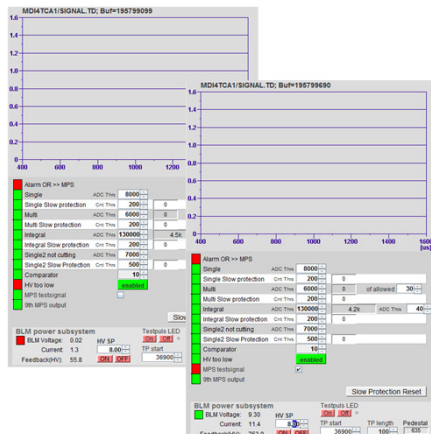 MDI4TCA1/SIGNAL.TD; Buf=195799099
1.6
1.4
1.2
1.0
0.8
0.6
0.4
0.2
0
400 600 800 1000 1200
Alarm OR >> MPS
Single ADC Thrs 8000
Single Slow protection Cnt Thrs 200 0
Multi ADC Thrs 6000 0
Multi Slow protection Cnt Thrs 200 0
Integral ADC Thrs 130000 4.5k
Integral Slow protection Cnt Thrs 200 0
Single2 not cutting ADC Thrs 7000
Single2 Slow protection Cnt Thrs 500 0
Comparator 10
HV too low enabled
MPS testsignal
9th MPS output
Slow
BLM power subsystem Testpuls LED
BLM Voltage: 0.02 HV SP On Off
Current: 1.3 8.00 TP start
Feedback(HV): 55.8 ON OFF 36900
MDI4TCA1/SIGNAL.TD; Buf=195799690
1.6
1.4
1.2
1.0
0.8
0.6
0.4
0.2
0
400 600 800 1000 1200 1400 1600
[us]
Alarm OR >> MPS
Single ADC Thrs 8000
Single Slow protection Cnt Thrs 200 0
Multi ADC Thrs 6000 0 of allowed 30
Multi Slow protection Cnt Thrs 200 0
Integral ADC Thrs 130000 4.2k ADC Thrs 40
Integral Slow protection Cnt Thrs 200 0
Single2 not cutting ADC Thrs 7000
Single2 Slow protection Cnt Thrs 500 0
Comparator 10
HV too low enabled
MPS testsignal
9th MPS output
Slow Protection Reset
BLM power subsystem Testpuls LED
BLM Voltage: 9.30 HV SP On Off
Current: 11.4 TP start TP length Pedestal
36900 100 635